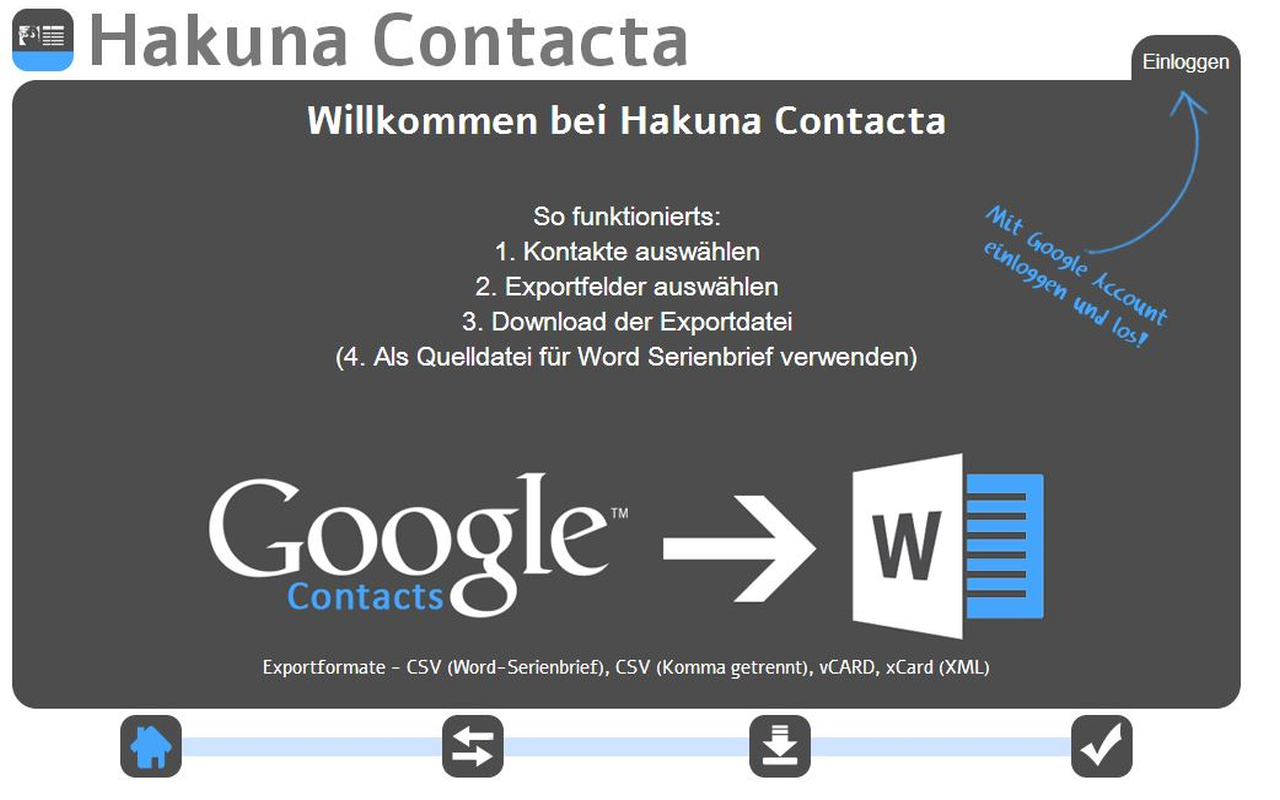 Hakuna Contacta
Einloggen
Willkommen bei Hakuna Contacta
So funktionierts:
1. Kontakte auswählen
2. Exportfelder auswählen
3. Download der Exportdatei
(4. Als Quelldatei für Word Serienbrief verwenden)
Mit Google Account
einloggen und los!
Google™
Contacts
W
Exportformate - CSV (Word-Serienbrief), CSV (Komma getrennt), vCARD, xCard (XML)